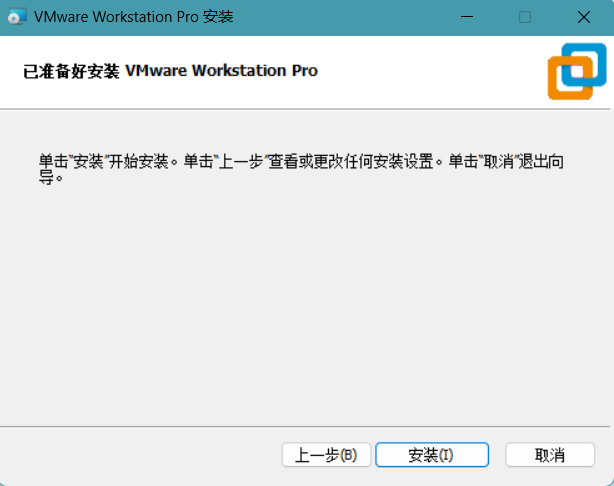 VMware Workstation Pro 安装
已准备好安装 VMware Workstation Pro
单击“安装”开始安装。单击“上一步”查看或更改任何安装设置。单击“取消”退出向
导。
上一步(B)
安装(I)
取消